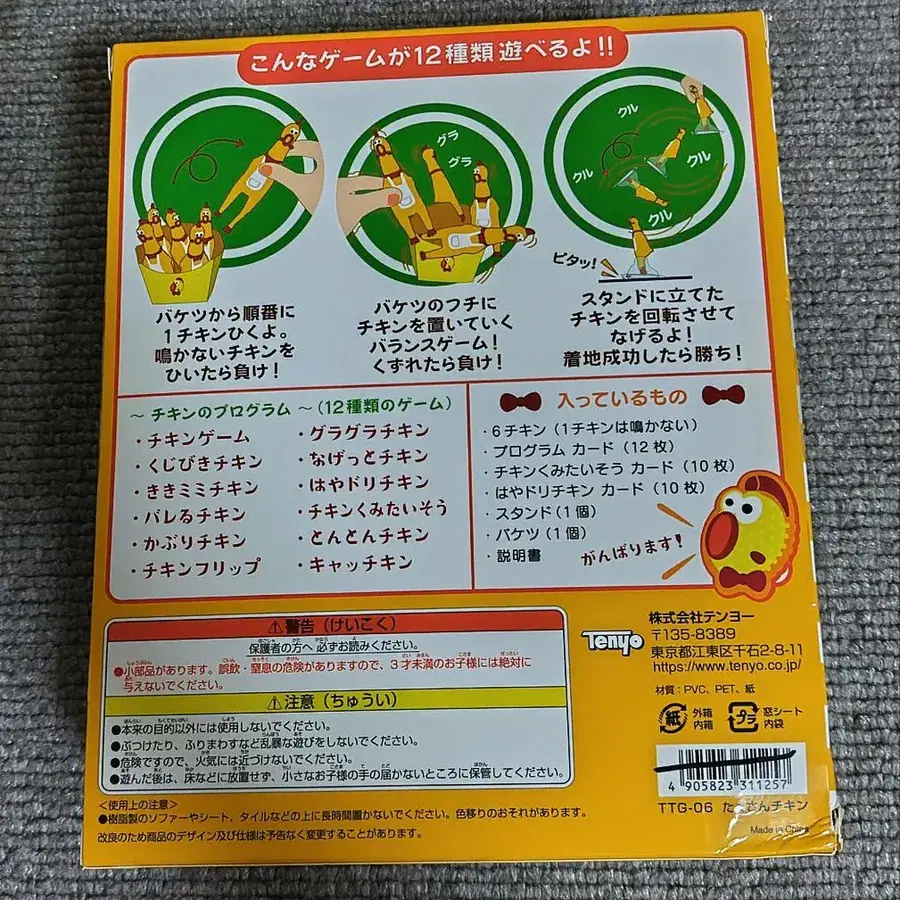 こんなゲームが12種類遊べるよ!!
グラ
グラ
クル
クル
クル
クル
ピタッ!
バケツから順番に
1チキンひくよ。
鳴かないチキンを
ひいたら負け!
バケツのフチに
チキンを置いていく
バランスゲーム!
くずれたら負け!
スタンドに立てた
チキンを回転させて
なげるよ!
着地成功したら勝ち!
～ チキンのプログラム ～（12種類のゲーム）
・チキンゲーム
・くじびきチキン
・ききミミチキン
・バレるチキン
・かぶりチキン
・チキンフリップ
・グラグラチキン
・なげっとチキン
・はやドリチキン
・チキンくみたいそう
・とんとんチキン
・キャッチキン
入っているもの
・6チキン（1チキンは鳴かない）
・プログラム カード（12枚）
・チキンくみたいそう カード（10枚）
・はやドリチキン カード（10枚）
・スタンド（1個）
・バケツ（1個）
・説明書
がんばります!
⚠警告（けいこく）
保護者の方へ 必ずお読みください。
●小部品があります。誤飲・窒息の危険がありますので、3才未満のお子様には絶対に
与えないでください。
⚠注意（ちゅうい）
●本来の目的以外には使用しないでください。
●ぶつけたり、ふりまわすなど乱暴な遊びをしないでください。
●危険ですので、火気には近づけないでください。
●遊んだ後は、床などに放置せず、小さなお子様の手の届かないところに保管してください。
＜使用上の注意＞
●樹脂製のソファーやシート、タイルなどの上に長時間置かないでください。色移りのおそれがあります。
改良のため商品のデザイン及び仕様は予告なく変更することがあります。
Tenyo
株式会社テンヨー
〒135-8389
東京都江東区千石2-8-11
https://www.tenyo.co.jp/
材質：PVC、PET、紙
紙
外箱
内箱
プラ
窓シート
内袋
4 905823 311257
TTG-06 たくさんチキン
Made in China